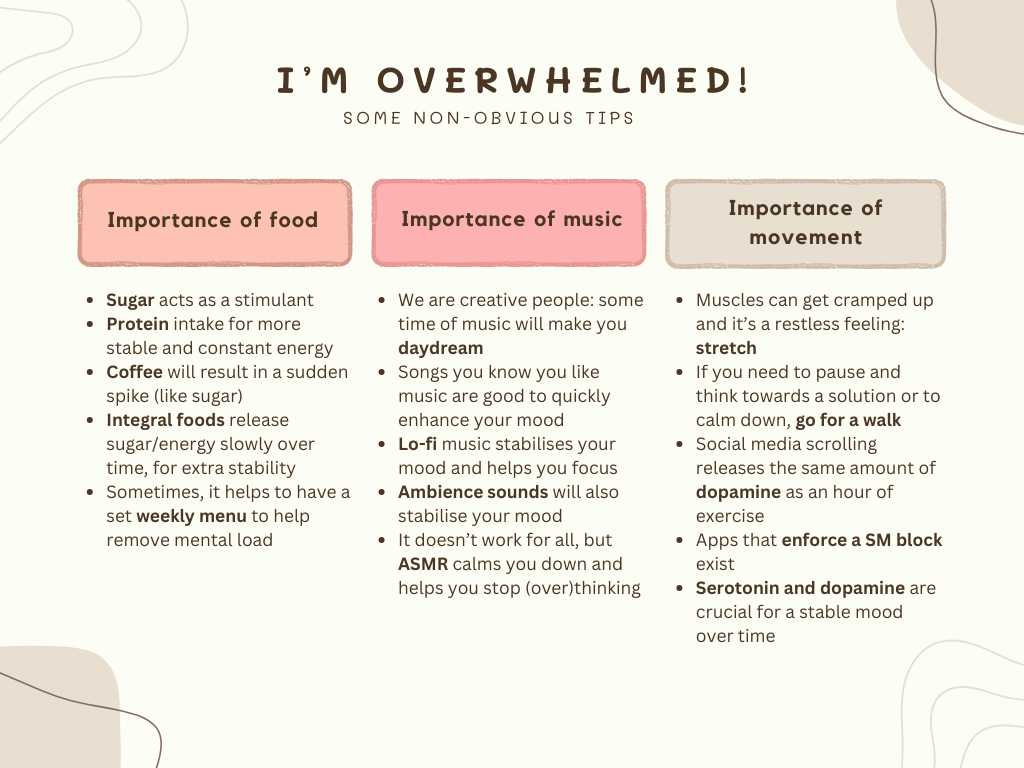 I'M OVERWHELMED!
SOME NON-OBVIOUS TIPS
Importance of food
• Sugar acts as a stimulant
• Protein intake for more
stable and constant energy
• Coffee will result in a sudden
spike (like sugar)
• Integral foods release
sugar/energy slowly over
time, for extra stability
• Sometimes, it helps to have a
set weekly menu to help
remove mental load
Importance of music
• We are creative people: some
time of music will make you
daydream
• Songs you know you like
music are good to quickly
enhance your mood
• Lo-fi music stabilises your
mood and helps you focus
• Ambience sounds will also
stabilise your mood
• It doesn't work for all, but
ASMR calms you down and
helps you stop (over)thinking
Importance of
movement
• Muscles can get cramped up
and it's a restless feeling:
stretch
• If you need to pause and
think towards a solution or to
calm down, go for a walk
• Social media scrolling
releases the same amount of
dopamine as an hour of
exercise
• Apps that enforce a SM block
exist
• Serotonin and dopamine are
crucial for a stable mood
over time